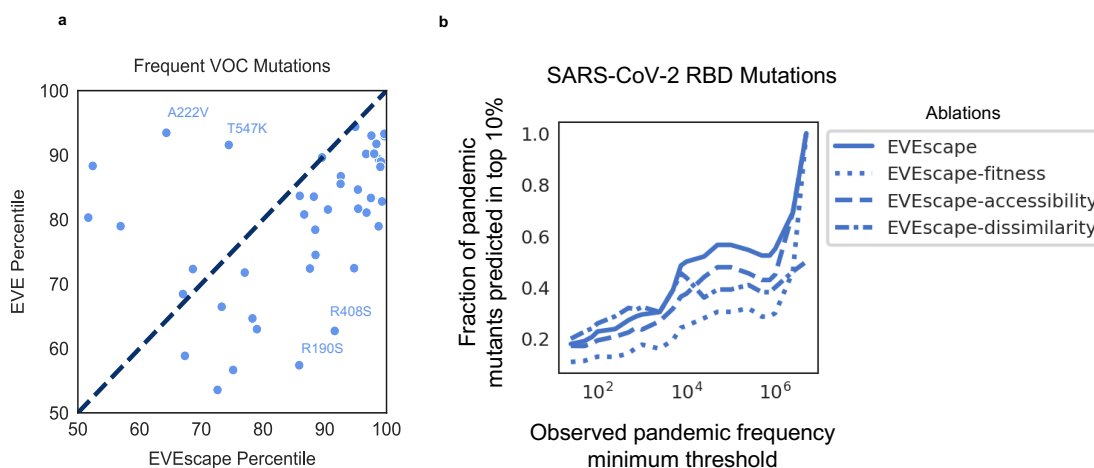 a
Frequent VOC Mutations
EVE Percentile
100
90
80
70
60
50
A222V
T547K
R408S
R190S
50
60
70
80
90
100
EVEscape Percentile
b
SARS-CoV-2 RBD Mutations
Fraction of pandemic
mutants predicted in top 10%
1.0
0.8
0.6
0.4
0.2
10²
10⁴
10⁶
Observed pandemic frequency
minimum threshold
Ablations
EVEscape
EVEscape-fitness
EVEscape-accessibility
EVEscape-dissimilarity